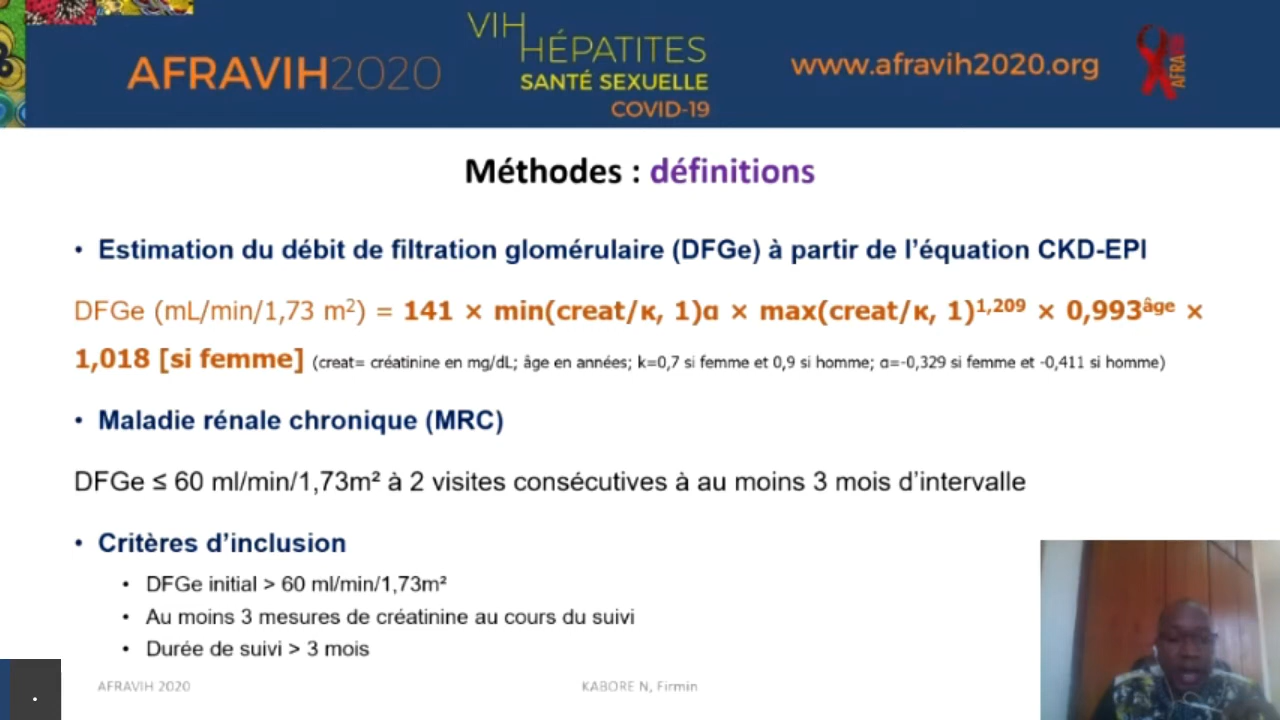 AFRAVIH2020
VIH
HÉPATITES
SANTÉ SEXUELLE
COVID-19
www.afravih2020.org
AFRAVIH
Méthodes : définitions
• Estimation du débit de filtration glomérulaire (DFGe) à partir de l’équation CKD-EPI
DFGe (mL/min/1,73 m²) = 141 × min(creat/κ, 1)α × max(creat/κ, 1)^1,209 × 0,993^âge ×
1,018 [si femme] (creat= créatinine en mg/dL; âge en années; k=0,7 si femme et 0,9 si homme; α=-0,329 si femme et -0,411 si homme)
• Maladie rénale chronique (MRC)
DFGe ≤ 60 ml/min/1,73m² à 2 visites consécutives à au moins 3 mois d’intervalle
• Critères d’inclusion
• DFGe initial > 60 ml/min/1,73m²
• Au moins 3 mesures de créatinine au cours du suivi
• Durée de suivi > 3 mois
AFRAVIH 2020
KABORE N, Firmin